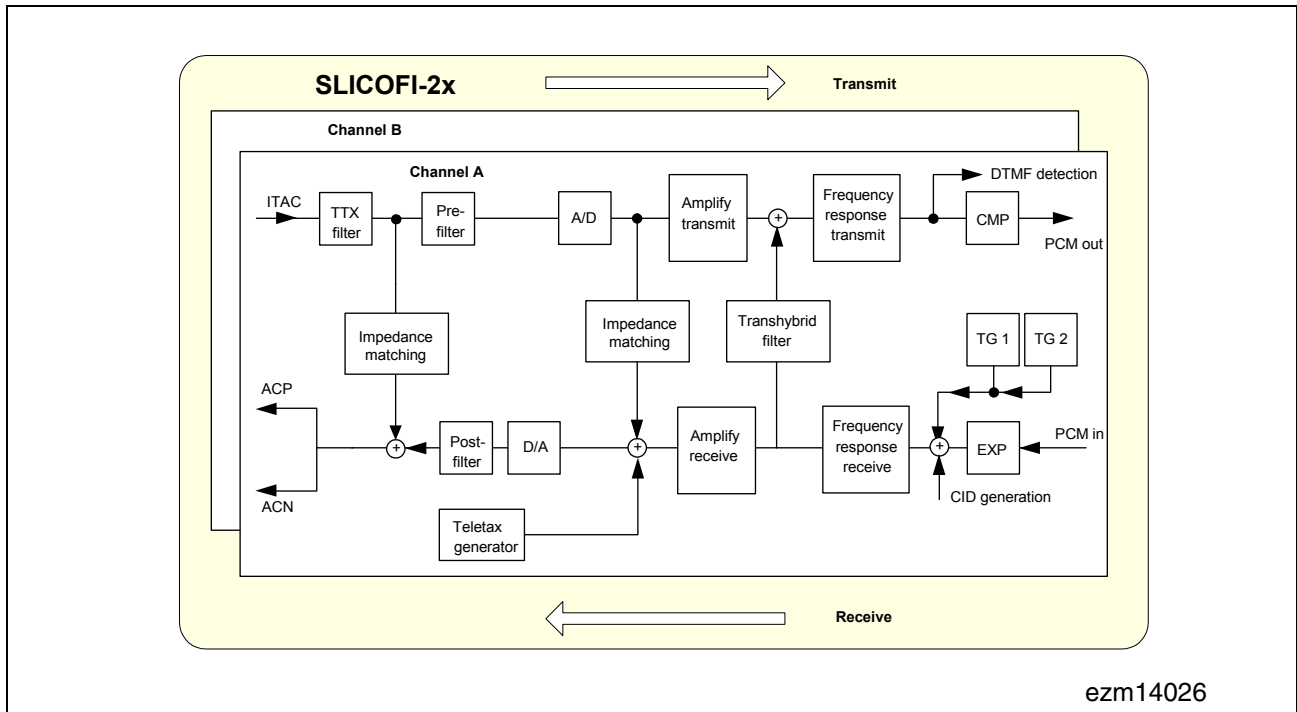 SLICOFI-2x
Transmit
Channel B
Channel A
ITAC
TTX
filter
Pre-
filter
A/D
Amplify
transmit
Frequency
response
transmit
DTMF detection
CMP
PCM out
Impedance
matching
Impedance
matching
Transhybrid
filter
TG 1
TG 2
ACP
ACN
Post-
filter
D/A
Amplify
receive
Frequency
response
receive
EXP
PCM in
CID generation
Teletax
generator
Receive
ezm14026